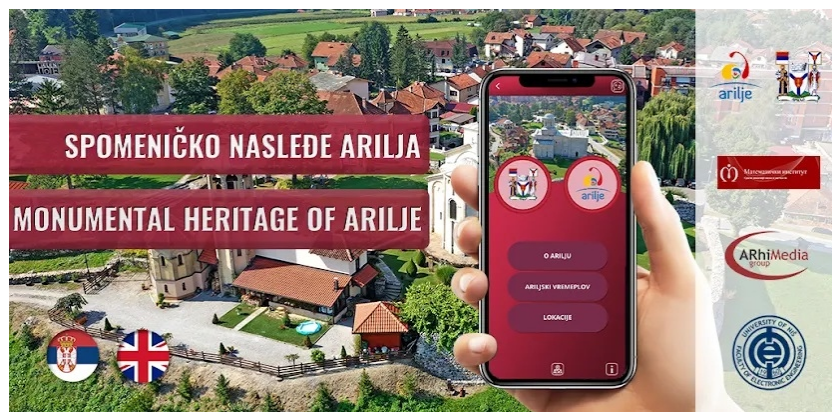 SPOMENIČKO NASLEĐE ARILJA
MONUMENTAL HERITAGE OF ARILJE
arilje
O ARILJU
ARILJSKI VREMEPLOV
LOKACIJE
arilje
Математички институт
ARhiMedia
group
UNIVERSITY OF NIŠ
FACULTY OF ELECTRONIC ENGINEERING